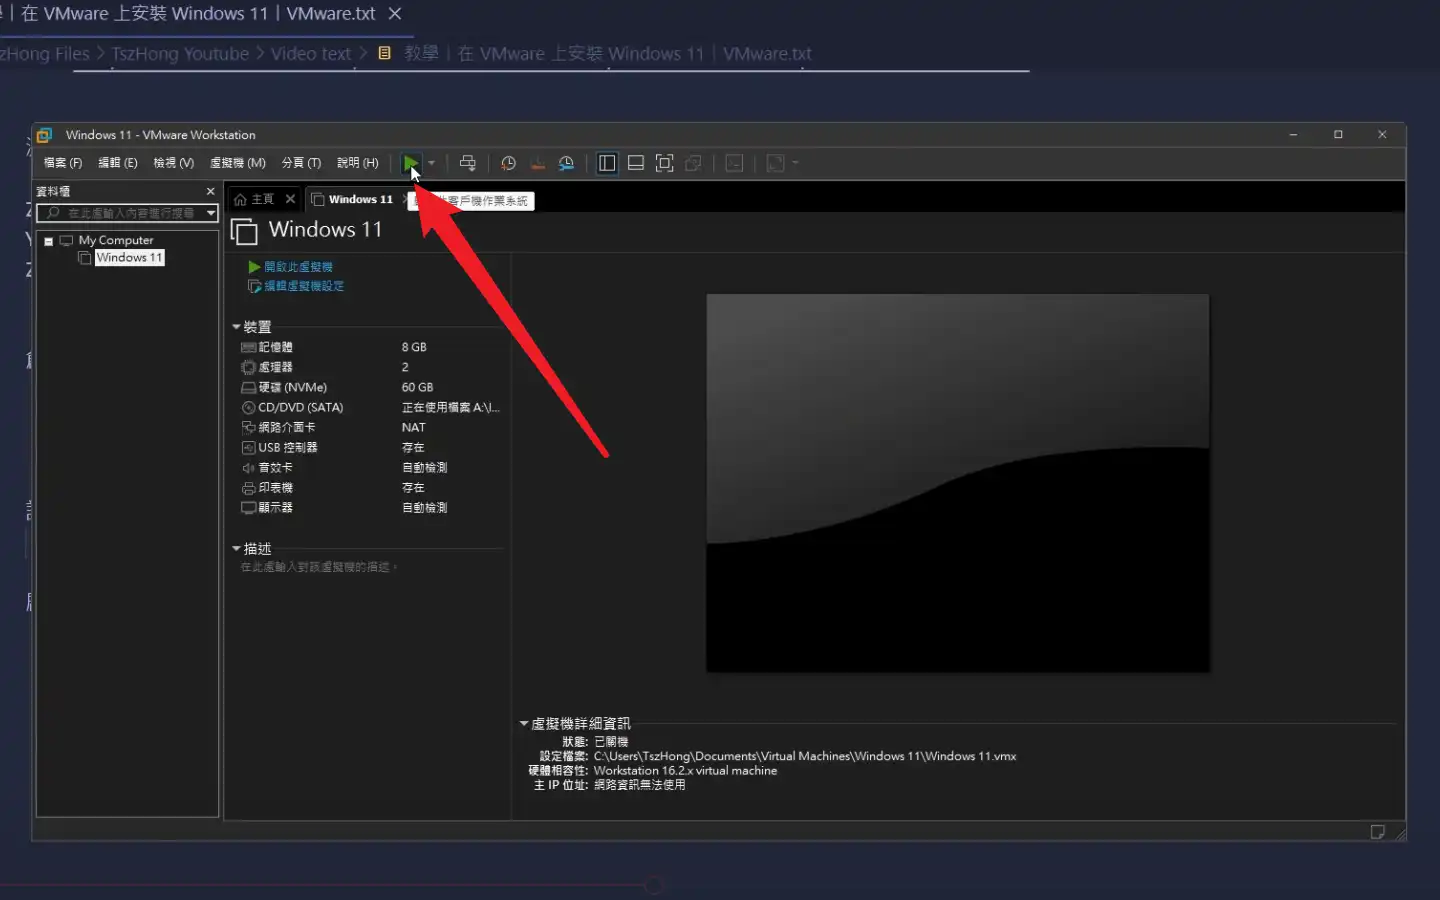 ｜在 VMware 上安裝 Windows 11｜VMware.txt
Hong Files > TszHong Youtube > Video text > 教學｜在 VMware 上安裝 Windows 11｜VMware.txt
Windows 11 - VMware Workstation
檔案 (F) 編輯 (E) 檢視 (V) 虛擬機 (M) 分頁 (T) 說明 (H)
資料櫃
在此處輸入內容進行搜尋
My Computer
Windows 11
主頁
Windows 11
客戶機作業系統
Windows 11
開啟此虛擬機
編輯虛擬機設定
裝置
記憶體 8 GB
處理器 2
硬碟 (NVMe) 60 GB
CD/DVD (SATA) 正在使用檔案 A:\I...
網路介面卡 NAT
USB 控制器 存在
音效卡 自動檢測
印表機 存在
顯示器 自動檢測
描述
在此處輸入對該虛擬機的描述。
虛擬機詳細資訊
狀態: 已關機
設定檔案: C:\Users\TszHong\Documents\Virtual Machines\Windows 11\Windows 11.vmx
硬體相容性: Workstation 16.2.x virtual machine
主 IP 位址: 網路資訊無法使用